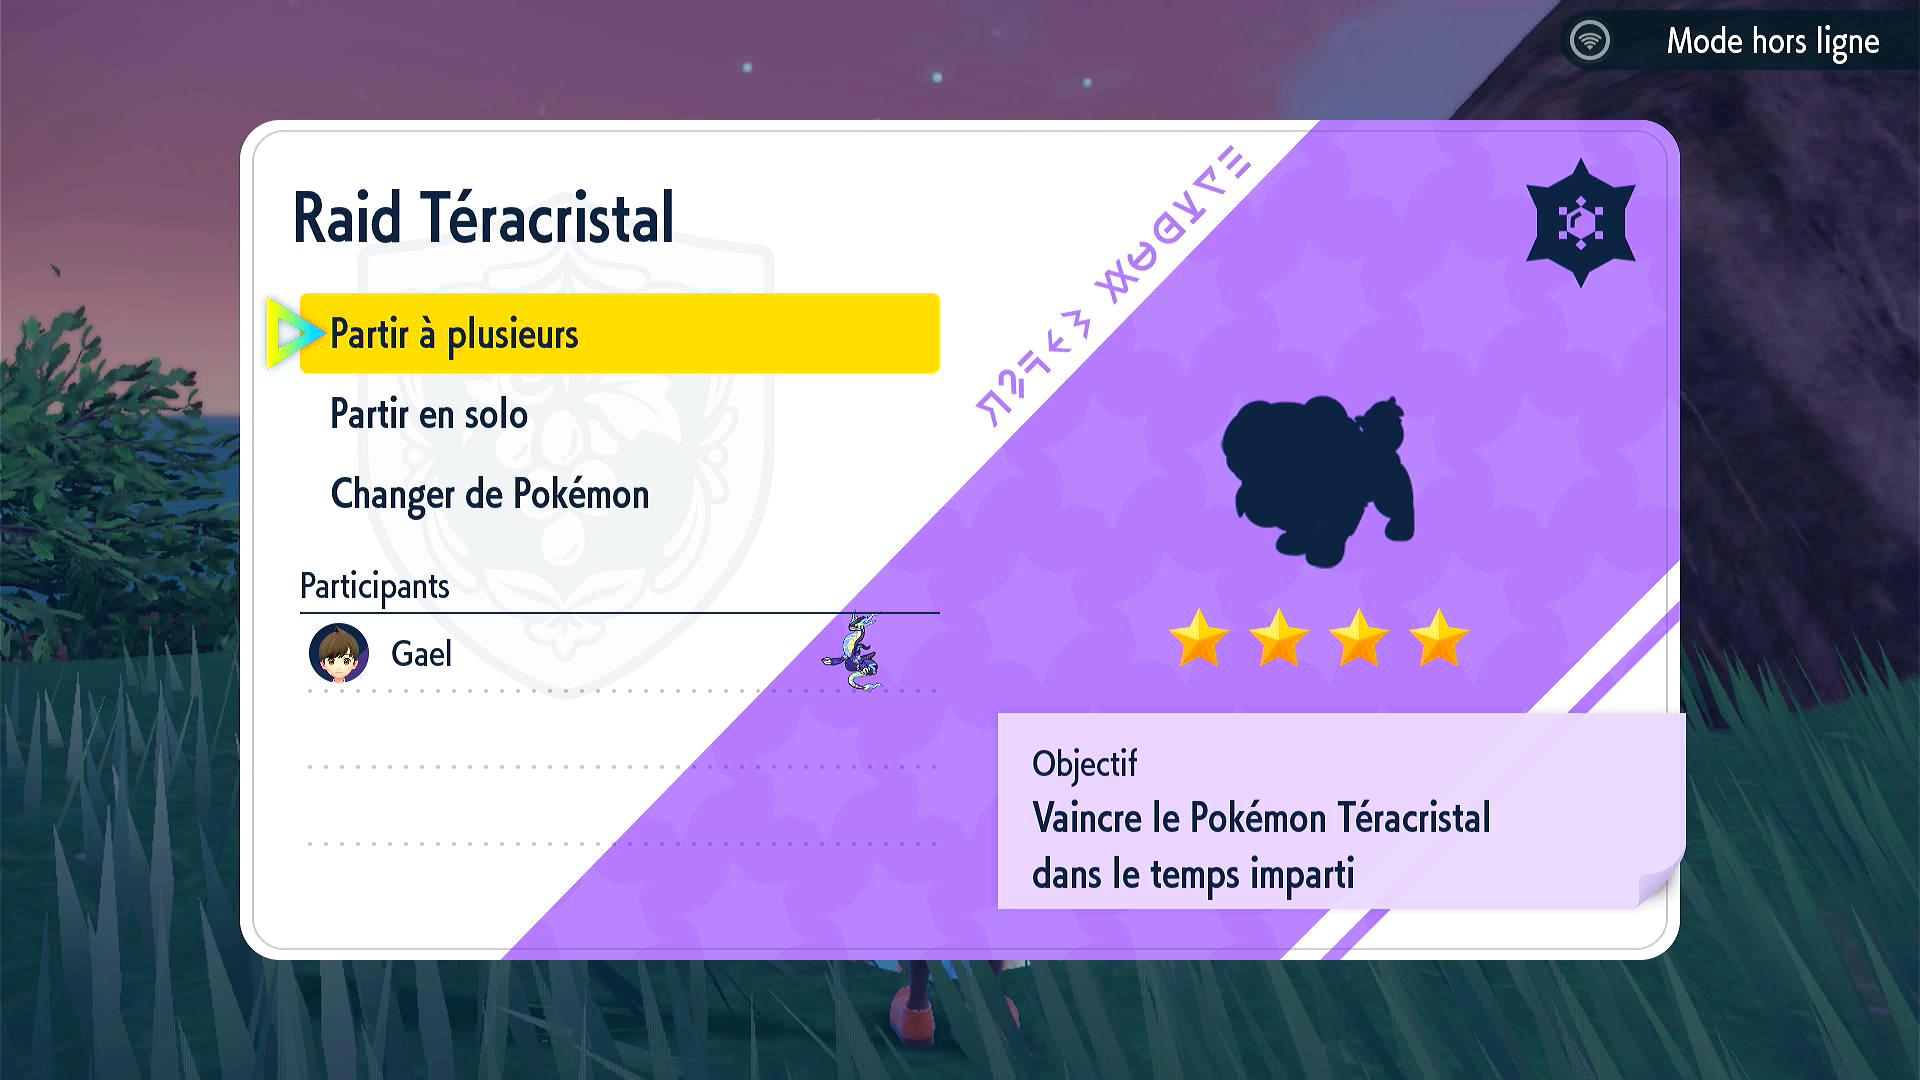 Mode hors ligne
Raid Téracristal
Partir à plusieurs
Partir en solo
Changer de Pokémon
Participants
Gael
Objectif
Vaincre le Pokémon Téracristal
dans le temps imparti